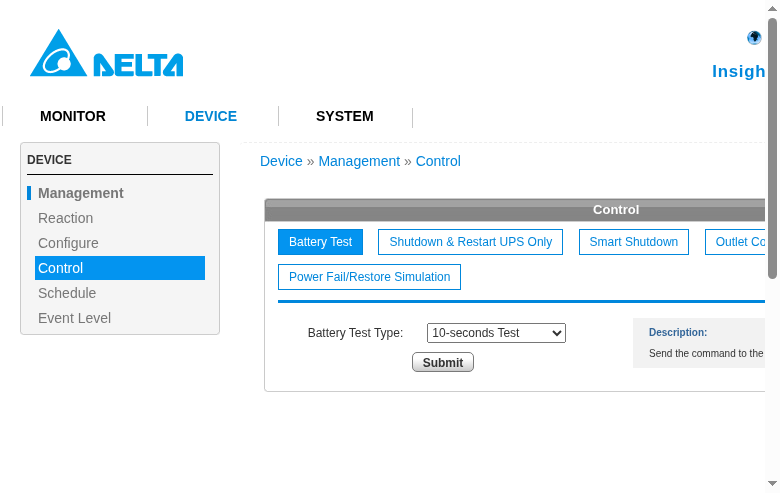 DELTA
Insigh
MONITOR DEVICE SYSTEM
DEVICE
Management
Reaction
Configure
Control
Schedule
Event Level
Device » Management » Control
Control
Battery Test Shutdown & Restart UPS Only Smart Shutdown Outlet Co
Power Fail/Restore Simulation
Battery Test Type: 10-seconds Test
Submit
Description:
Send the command to the